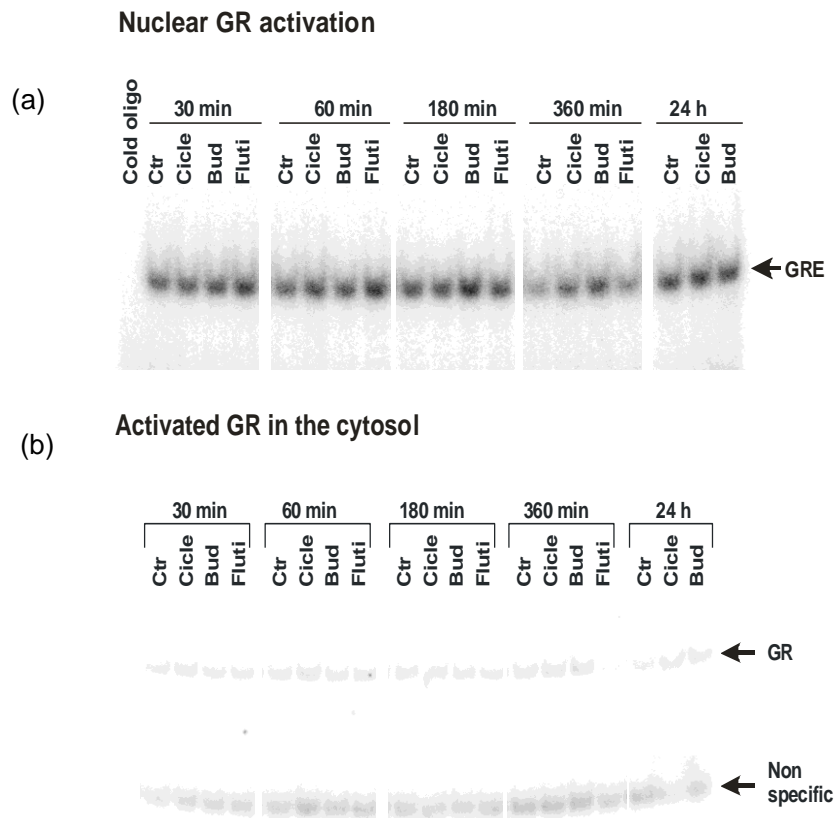 Nuclear GR activation
(a)
Cold oligo
30 min
60 min
180 min
360 min
24 h
Ctr
Cicle
Bud
Fluti
Ctr
Cicle
Bud
Fluti
Ctr
Cicle
Bud
Fluti
Ctr
Cicle
Bud
Fluti
Ctr
Cicle
Bud
GRE
Activated GR in the cytosol
(b)
30 min
60 min
180 min
360 min
24 h
Ctr
Cicle
Bud
Fluti
Ctr
Cicle
Bud
Fluti
Ctr
Cicle
Bud
Fluti
Ctr
Cicle
Bud
Fluti
Ctr
Cicle
Bud
GR
Non
specific